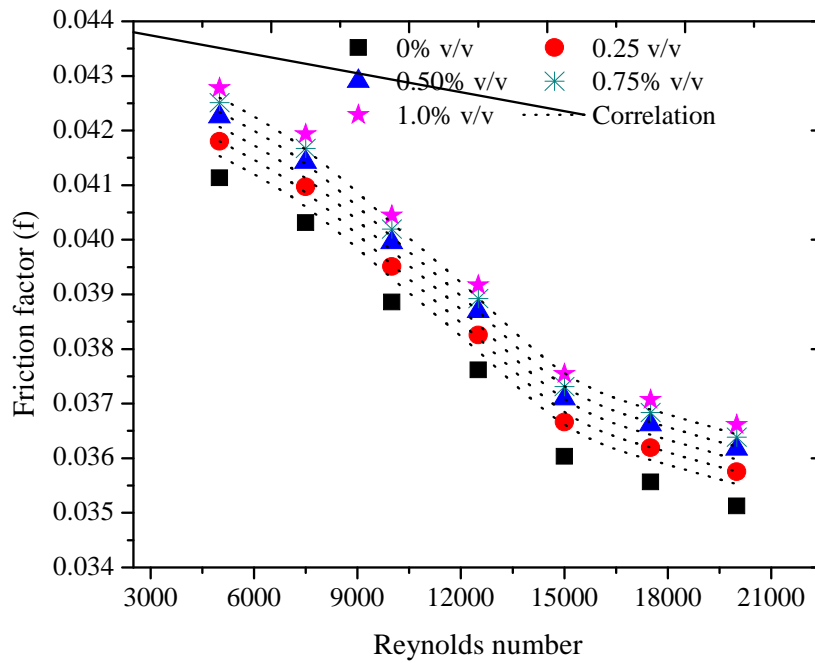 0.044
0.043
0.042
0.041
0.040
0.039
0.038
0.037
0.036
0.035
0.034
Friction factor (f)
0% v/v 0.25 v/v
0.50% v/v 0.75% v/v
1.0% v/v Correlation
3000 6000 9000 12000 15000 18000 21000
Reynolds number